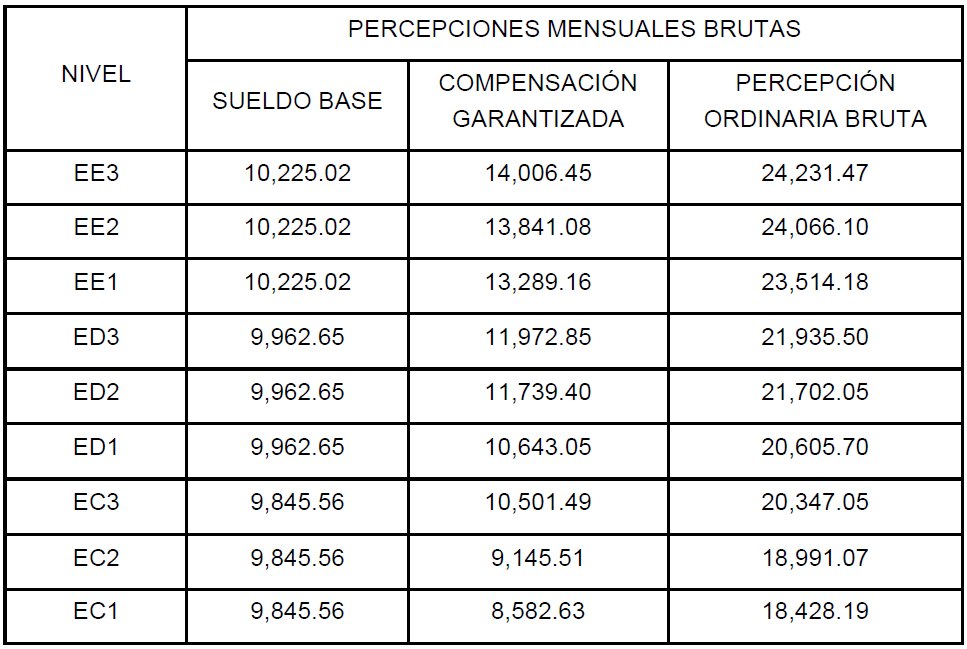 NIVEL
PERCEPCIONES MENSUALES BRUTAS
SUELDO BASE
COMPENSACIÓN
GARANTIZADA
PERCEPCIÓN
ORDINARIA BRUTA
EE3 10,225.02 14,006.45 24,231.47
EE2 10,225.02 13,841.08 24,066.10
EE1 10,225.02 13,289.16 23,514.18
ED3 9,962.65 11,972.85 21,935.50
ED2 9,962.65 11,739.40 21,702.05
ED1 9,962.65 10,643.05 20,605.70
EC3 9,845.56 10,501.49 20,347.05
EC2 9,845.56 9,145.51 18,991.07
EC1 9,845.56 8,582.63 18,428.19